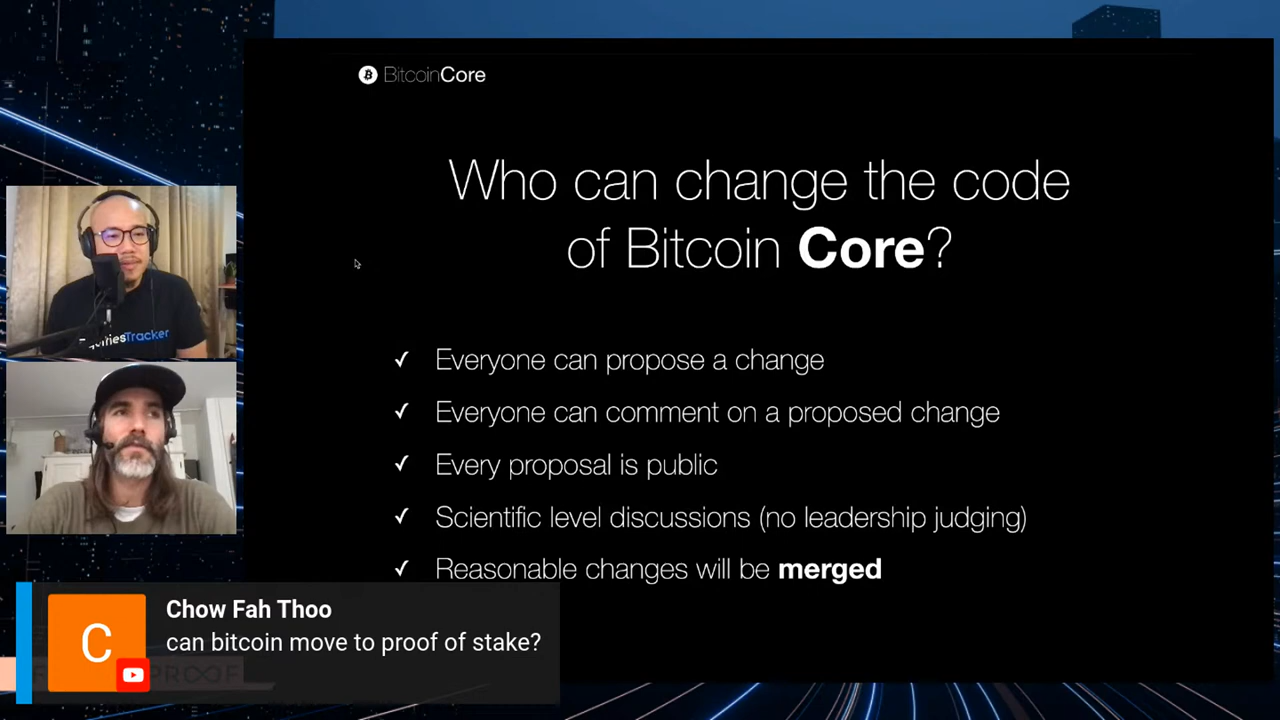 BitcoinCore
Who can change the code
of Bitcoin Core?
✓ Everyone can propose a change
✓ Everyone can comment on a proposed change
✓ Every proposal is public
✓ Scientific level discussions (no leadership judging)
✓ Reasonable changes will be merged
Chow Fah Thoo
can bitcoin move to proof of stake?
C